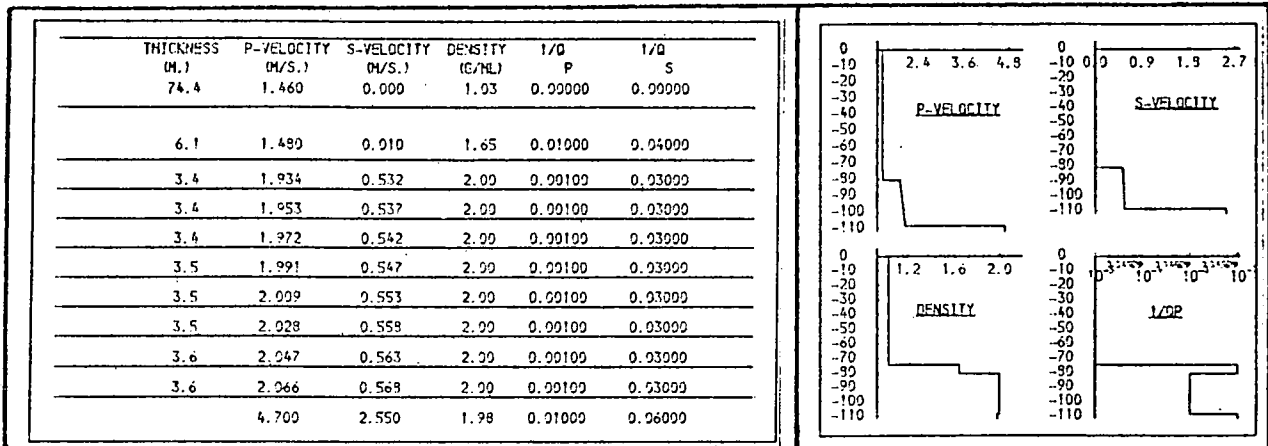 THICKNESS P-VELOCITY S-VELOCITY DENSITY 1/Q 1/Q
(M.) (M/S.) (M/S.) (G/ML) P S
74.4 1.460 0.000 1.03 0.00000 0.00000
6.1 1.480 0.010 1.65 0.01000 0.04000
3.4 1.934 0.532 2.00 0.00100 0.03000
3.4 1.953 0.537 2.00 0.00100 0.03000
3.4 1.972 0.542 2.00 0.00100 0.03000
3.5 1.991 0.547 2.00 0.00100 0.03000
3.5 2.009 0.553 2.00 0.00100 0.03000
3.5 2.028 0.558 2.00 0.00100 0.03000
3.6 2.047 0.563 2.00 0.00100 0.03000
3.6 2.066 0.568 2.00 0.00100 0.03000
4.700 2.550 1.98 0.01000 0.06000
0
-10 2.4 3.6 4.8
-20
-30
-40 P-VELOCITY
-50
-60
-70
-80
-90
-100
-110
0
-10 0.0 0.9 1.8 2.7
-20
-30
-40 S-VELOCITY
-50
-60
-70
-80
-90
-100
-110
0
-10 1.2 1.6 2.0
-20
-30
-40 DENSITY
-50
-60
-70
-80
-90
-100
-110
0
-10
-20
-30
-40 1/QP
-50
-60
-70
-80
-90
-100
-110